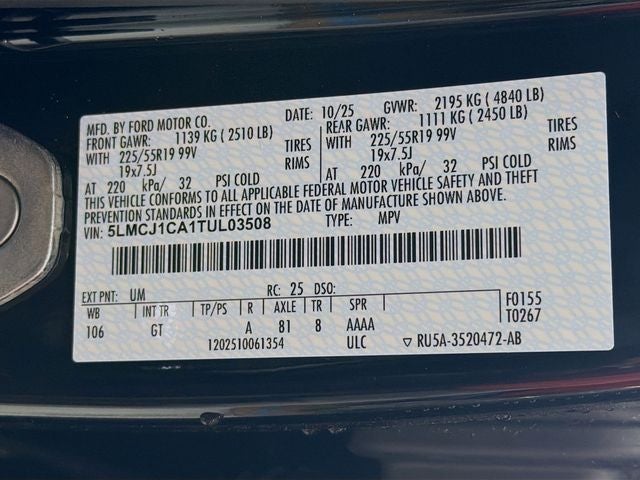 MFD. BY FORD MOTOR CO. DATE: 10/25 GVWR: 2195 KG ( 4840 LB)
FRONT GAWR: 1139 KG ( 2510 LB) REAR GAWR: 1111 KG ( 2450 LB)
WITH 225/55R19 99V TIRES WITH 225/55R19 99V TIRES
19x7.5J RIMS 19x7.5J RIMS
AT 220 kPa/ 32 PSI COLD AT 220 kPa/ 32 PSI COLD
THIS VEHICLE CONFORMS TO ALL APPLICABLE FEDERAL MOTOR VEHICLE SAFETY AND THEFT
PREVENTION STANDARDS IN EFFECT ON THE DATE OF MANUFACTURE SHOWN ABOVE.
VIN: 5LMCJ1CA1TUL03508 TYPE: MPV
EXT PNT: UM RC: 25 DSO:
WB INT TR TP/PS R AXLE TR SPR F0155
106 GT A 81 8 AAAA T0267
1202510061354 ULC ▽ RU5A-3520472-AB